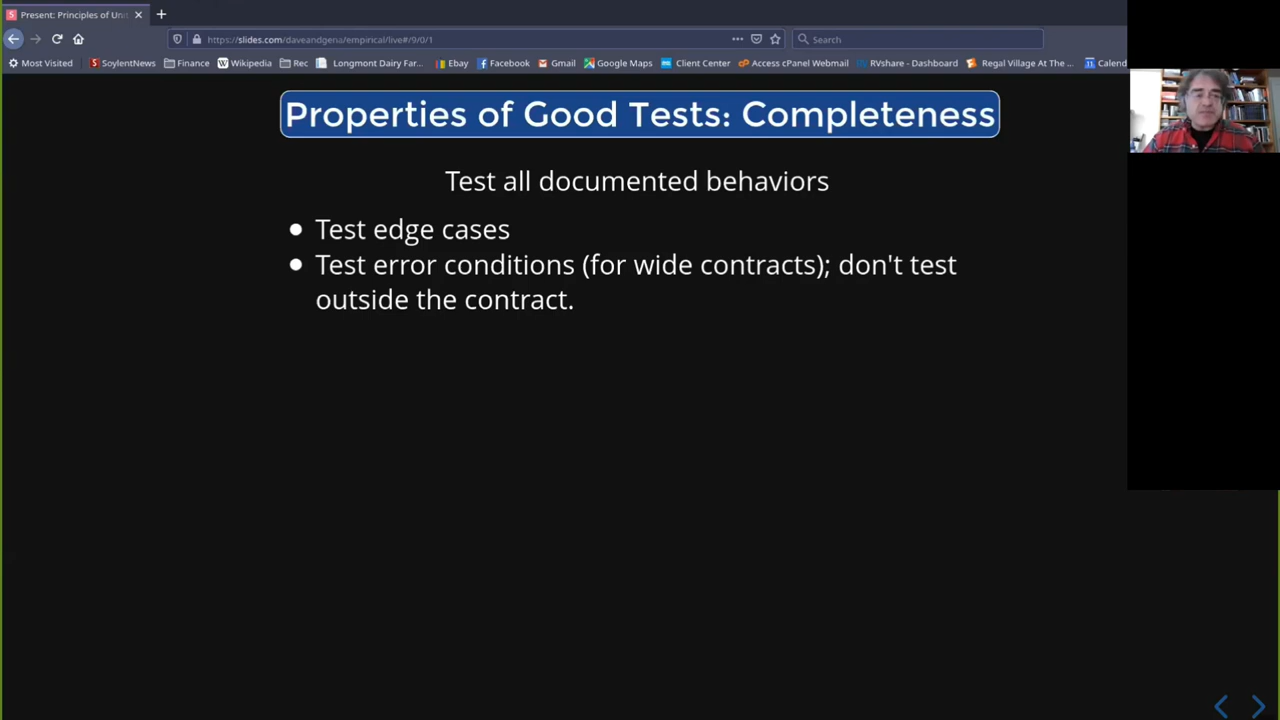 Present: Principles of Uni
https://slides.com/daveandgena/empirical/live#/9/0/1
Search
Most Visited
SoylentNews
Finance
Wikipedia
Rec
Longmont Dairy Far...
Ebay
Facebook
Gmail
Google Maps
Client Center
Access cPanel Webmail
RVshare - Dashboard
Regal Village At The ...
Calend
Properties of Good Tests: Completeness
Test all documented behaviors
• Test edge cases
• Test error conditions (for wide contracts); don't test
outside the contract.